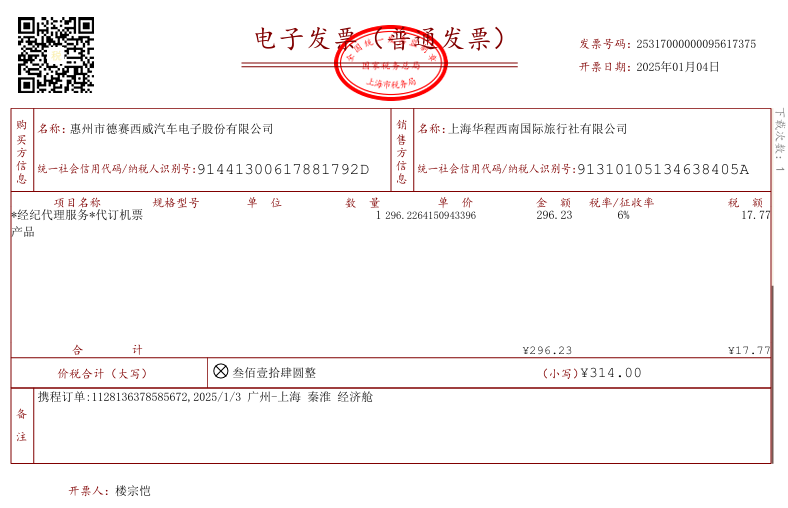 电子发票（普通发票）
全国统一发票监制章
国家税务总局
上海市税务局
发票号码: 25317000000095617375
开票日期: 2025年01月04日
下载次数: 1
购买方信息
名称: 惠州市德赛西威汽车电子股份有限公司
统一社会信用代码/纳税人识别号:91441300617881792D
销售方信息
名称: 上海华程西南国际旅行社有限公司
统一社会信用代码/纳税人识别号:91310105134638405A
项目名称 规格型号 单 位 数 量 单 价 金 额 税率/征收率 税 额
*经纪代理服务*代订机票 1 296.2264150943396 296.23 6% 17.77
产品
合 计 ¥296.23 ¥17.77
价税合计（大写） 叁佰壹拾肆圆整 （小写）¥314.00
备注
携程订单:1128136378585672,2025/1/3 广州-上海 秦淮 经济舱
开票人: 楼宗恺